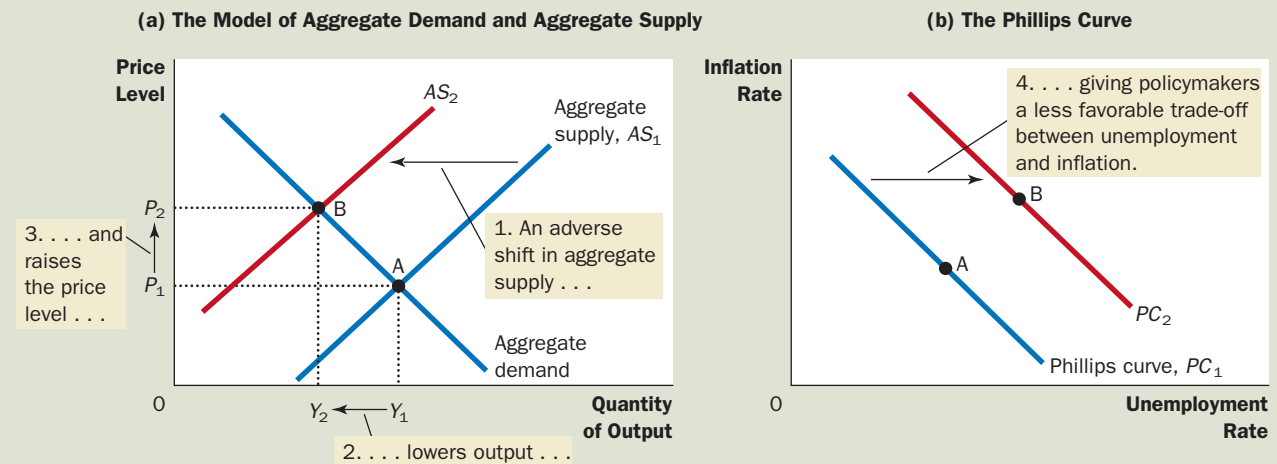 (a) The Model of Aggregate Demand and Aggregate Supply
Price
Level
AS₂
Aggregate
supply, AS₁
P₂
B
3. . . . and
raises
the price
level . . .
1. An adverse
shift in aggregate
supply . . .
A
P₁
Aggregate
demand
0
Y₂
Y₁
Quantity
of Output
2. . . . lowers output . . .
(b) The Phillips Curve
Inflation
Rate
4. . . . giving policymakers
a less favorable trade-off
between unemployment
and inflation.
B
A
PC₂
Phillips curve, PC₁
0
Unemployment
Rate